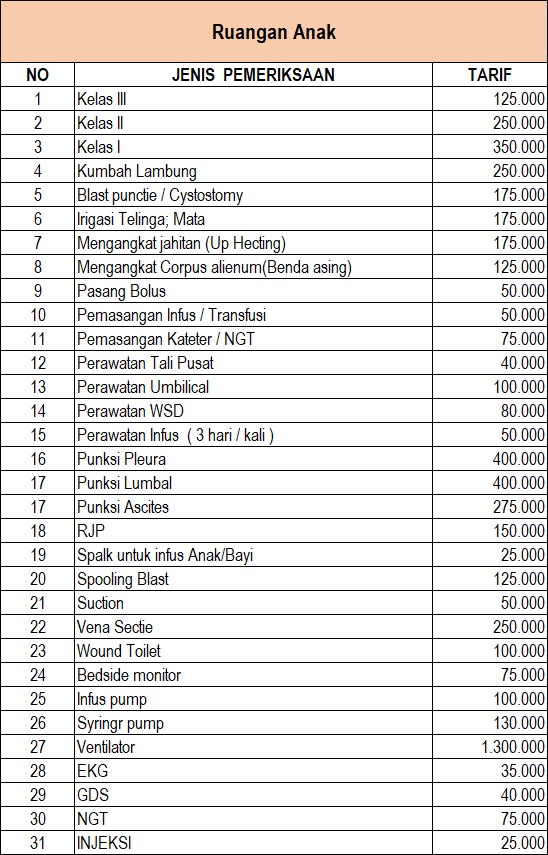 Ruangan Anak
NO JENIS PEMERIKSAAN TARIF
1 Kelas III 125.000
2 Kelas II 250.000
3 Kelas I 350.000
4 Kumbah Lambung 250.000
5 Blast punctie / Cystostomy 175.000
6 Irigasi Telinga; Mata 175.000
7 Mengangkat jahitan (Up Hecting) 175.000
8 Mengangkat Corpus alienum(Benda asing) 125.000
9 Pasang Bolus 50.000
10 Pemasangan Infus / Transfusi 50.000
11 Pemasangan Kateter / NGT 75.000
12 Perawatan Tali Pusat 40.000
13 Perawatan Umbilical 100.000
14 Perawatan WSD 80.000
15 Perawatan Infus ( 3 hari / kali ) 50.000
16 Punksi Pleura 400.000
17 Punksi Lumbal 400.000
17 Punksi Ascites 275.000
18 RJP 150.000
19 Spalk untuk infus Anak/Bayi 25.000
20 Spooling Blast 125.000
21 Suction 50.000
22 Vena Sectie 250.000
23 Wound Toilet 100.000
24 Bedside monitor 75.000
25 Infus pump 100.000
26 Syringr pump 130.000
27 Ventilator 1.300.000
28 EKG 35.000
29 GDS 40.000
30 NGT 75.000
31 INJEKSI 25.000